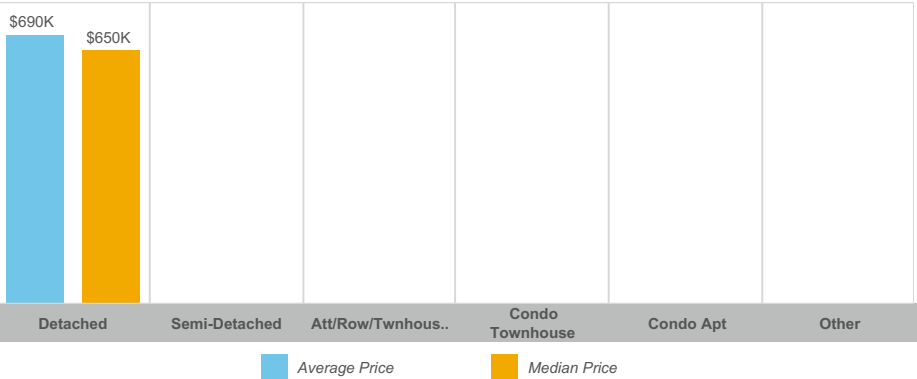 $690K
$650K
Detached
Semi-Detached
Att/Row/Twnhous..
Condo
Townhouse
Condo Apt
Other
Average Price
Median Price